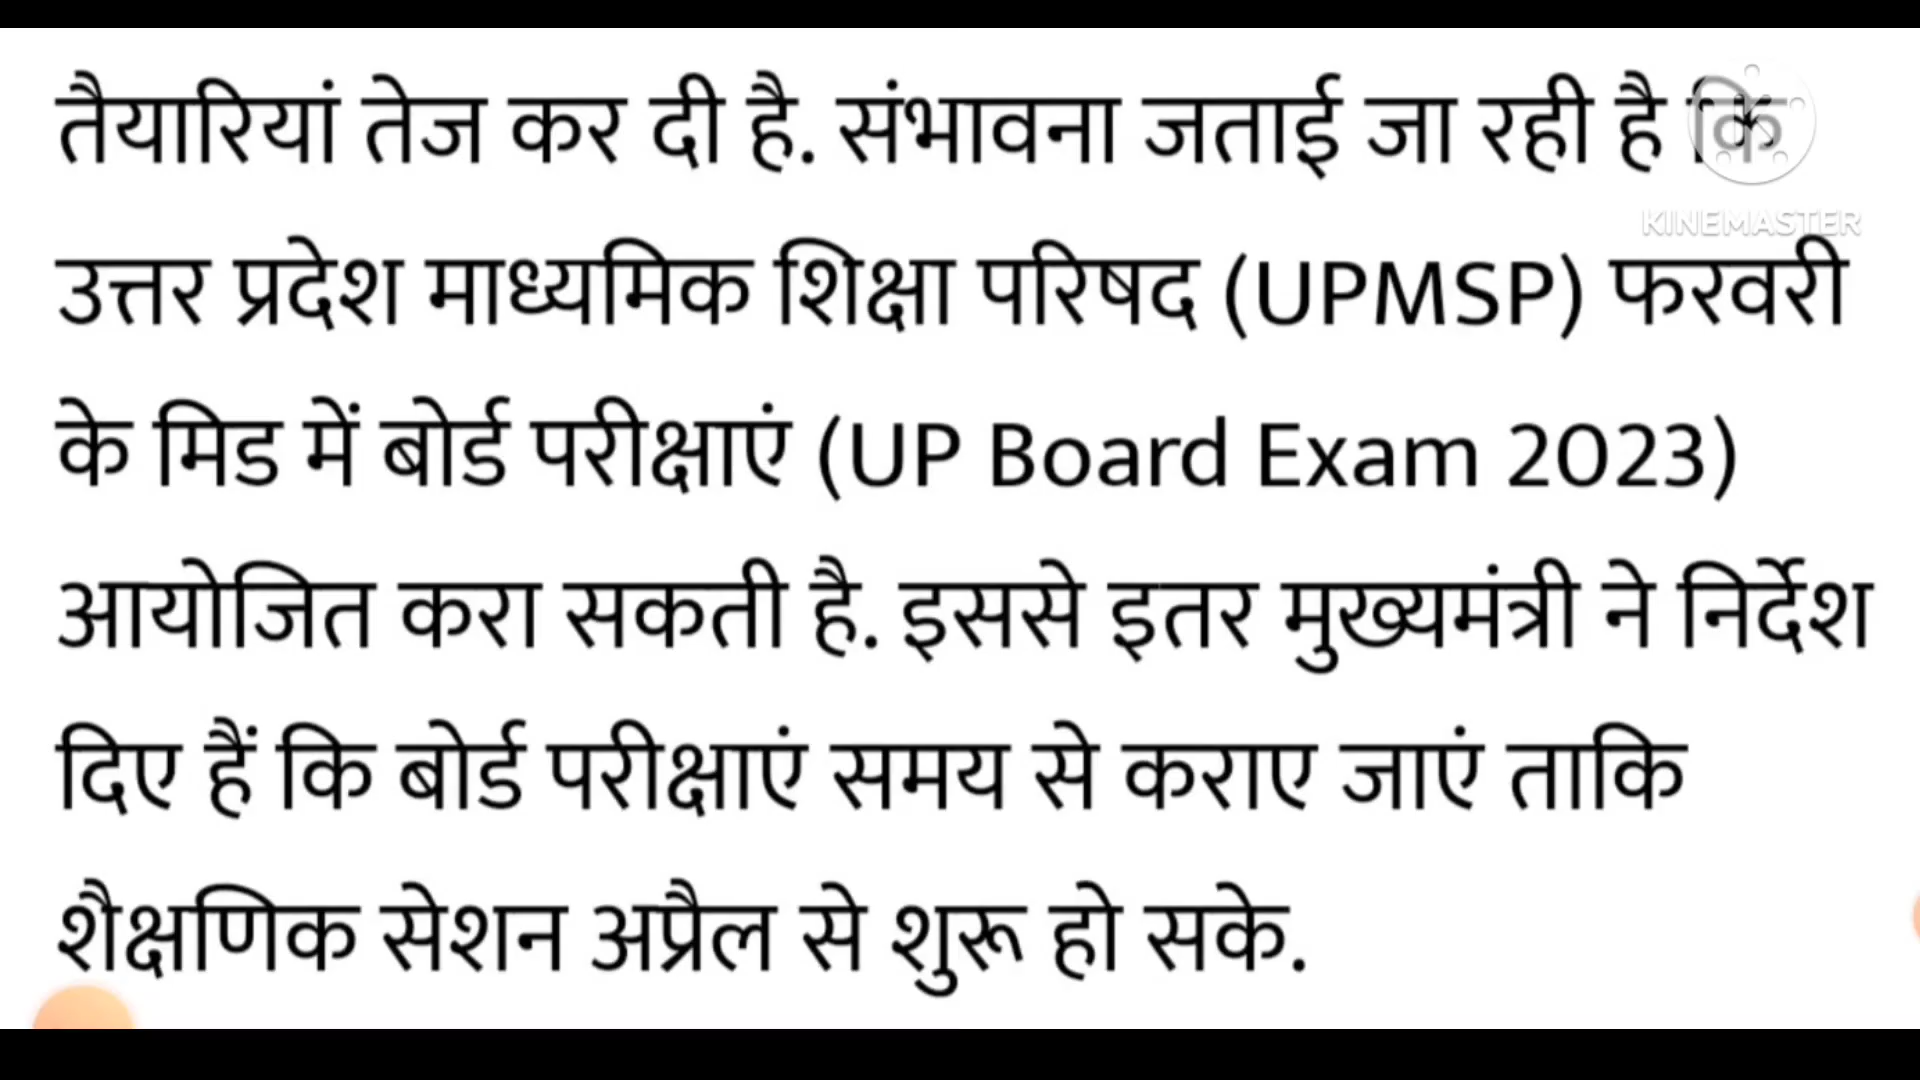 तैयारियां तेज कर दी है. संभावना जताई जा रही है कि
KINEMASTER
उत्तर प्रदेश माध्यमिक शिक्षा परिषद (UPMSP) फरवरी
के मिड में बोर्ड परीक्षाएं (UP Board Exam 2023)
आयोजित करा सकती है. इससे इतर मुख्यमंत्री ने निर्देश
दिए हैं कि बोर्ड परीक्षाएं समय से कराए जाएं ताकि
शैक्षणिक सेशन अप्रैल से शुरू हो सके.